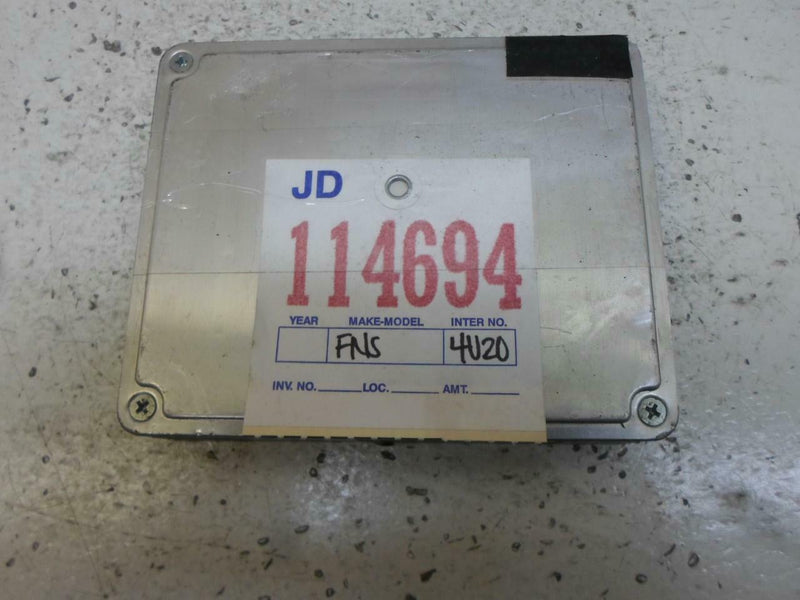 JD
114694
YEAR MAKE-MODEL INTER NO.
FNS 4U20
INV. NO. LOC. AMT.